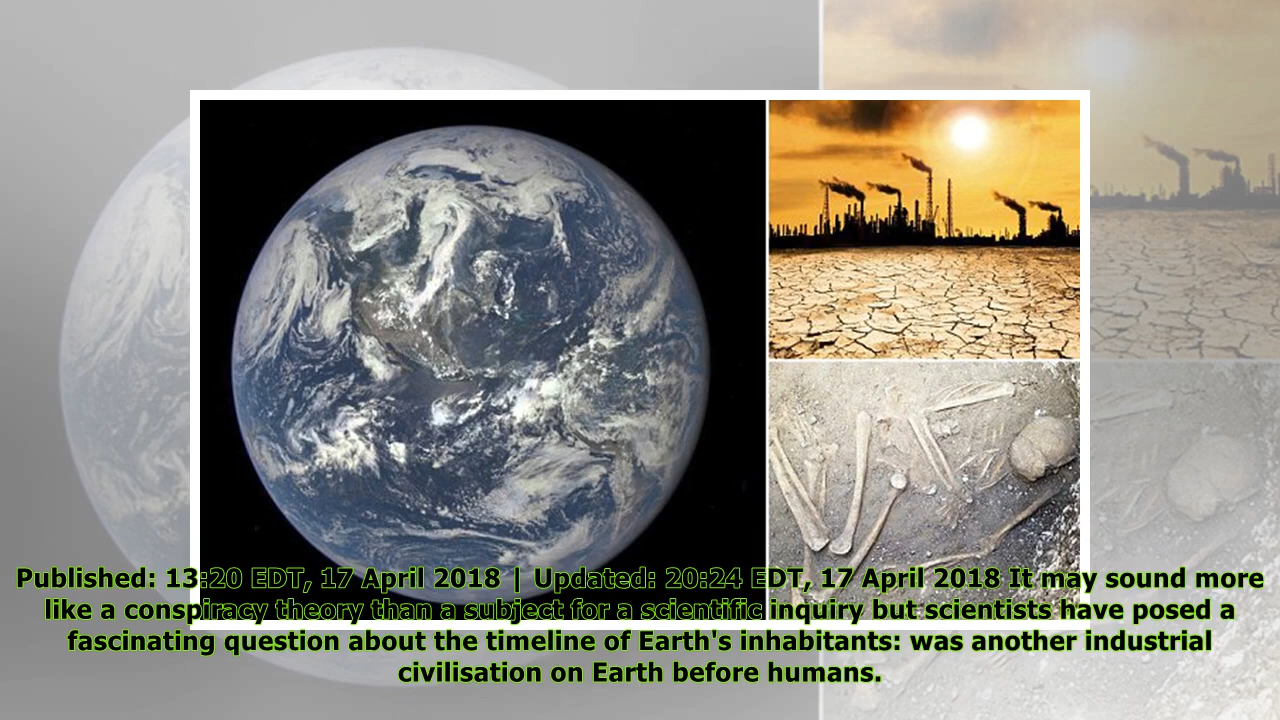 Published: 13:20 EDT, 17 April 2018 | Updated: 20:24 EDT, 17 April 2018 It may sound more
like a conspiracy theory than a subject for a scientific inquiry but scientists have posed a
fascinating question about the timeline of Earth's inhabitants: was another industrial
civilisation on Earth before humans.